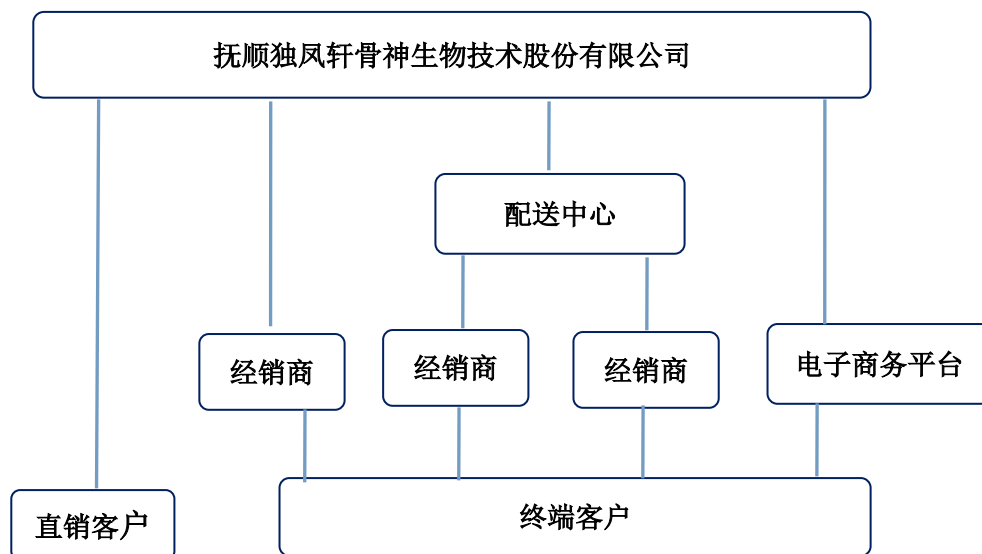 抚顺独凤轩骨神生物技术股份有限公司
配送中心
经销商
经销商
经销商
电子商务平台
直销客户
终端客户